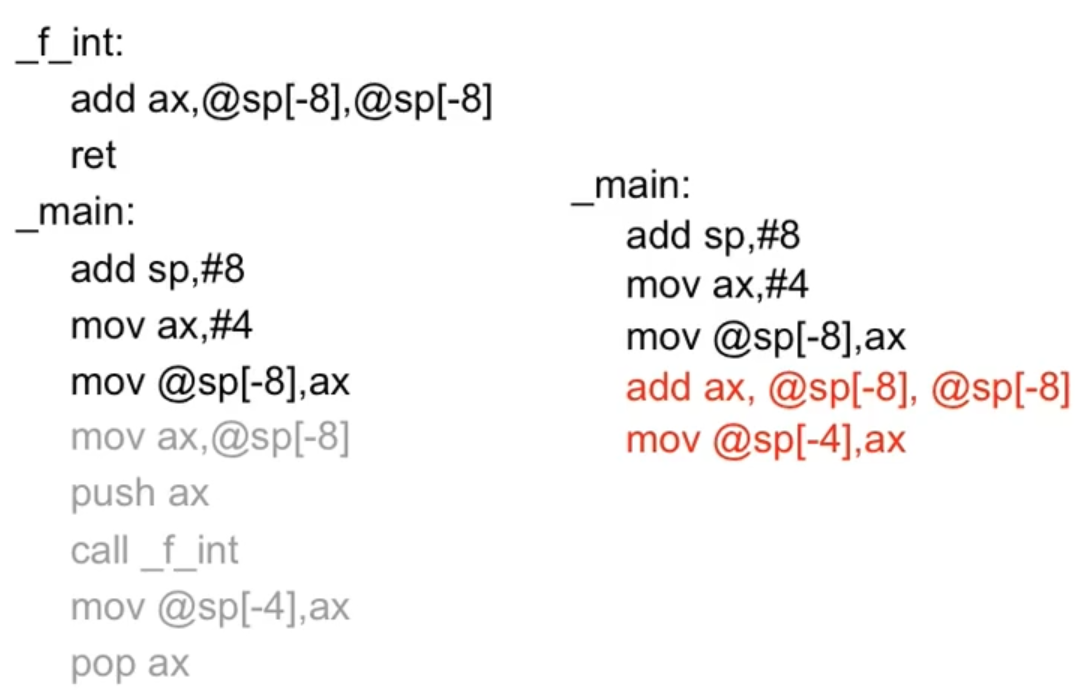 _f_int:
add ax,@sp[-8],@sp[-8]
ret
_main:
add sp,#8
mov ax,#4
mov @sp[-8],ax
mov ax,@sp[-8]
push ax
call _f_int
mov @sp[-4],ax
pop ax
_main:
add sp,#8
mov ax,#4
mov @sp[-8],ax
add ax, @sp[-8], @sp[-8]
mov @sp[-4],ax